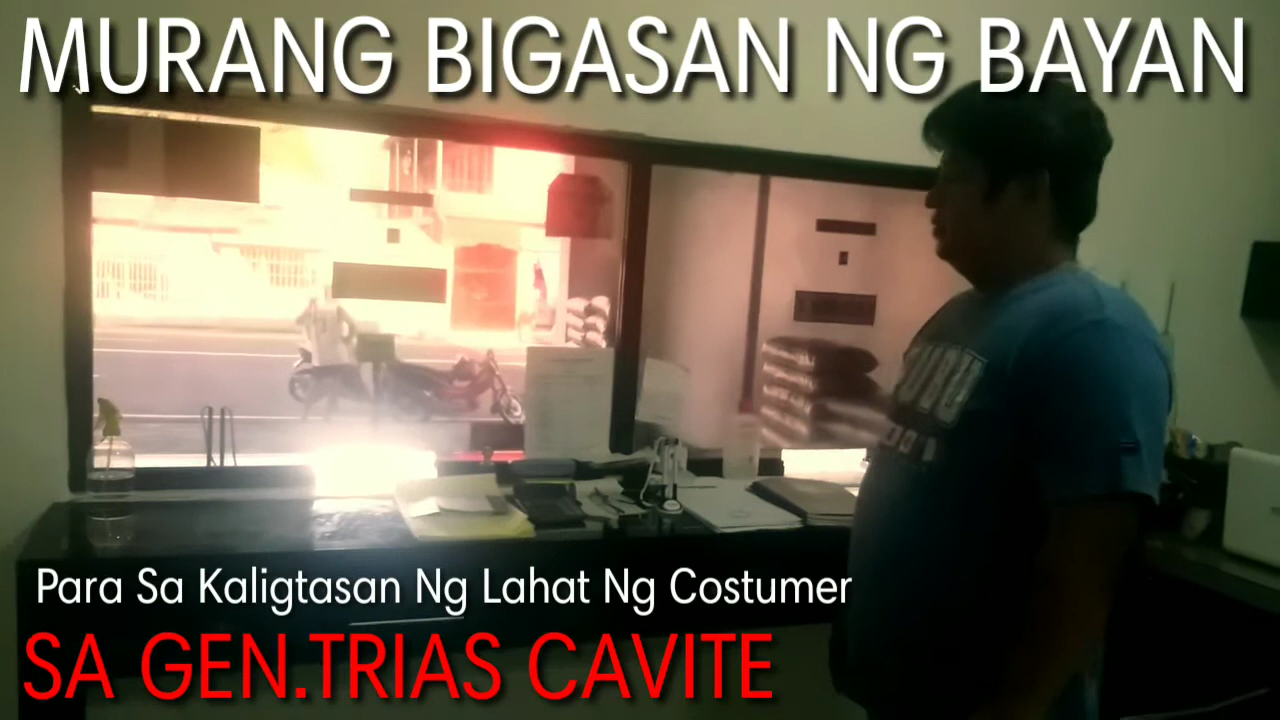 MURANG BIGASAN NG BAYAN
Para Sa Kaligtasan Ng Lahat Ng Costumer
SA GEN.TRIAS CAVITE